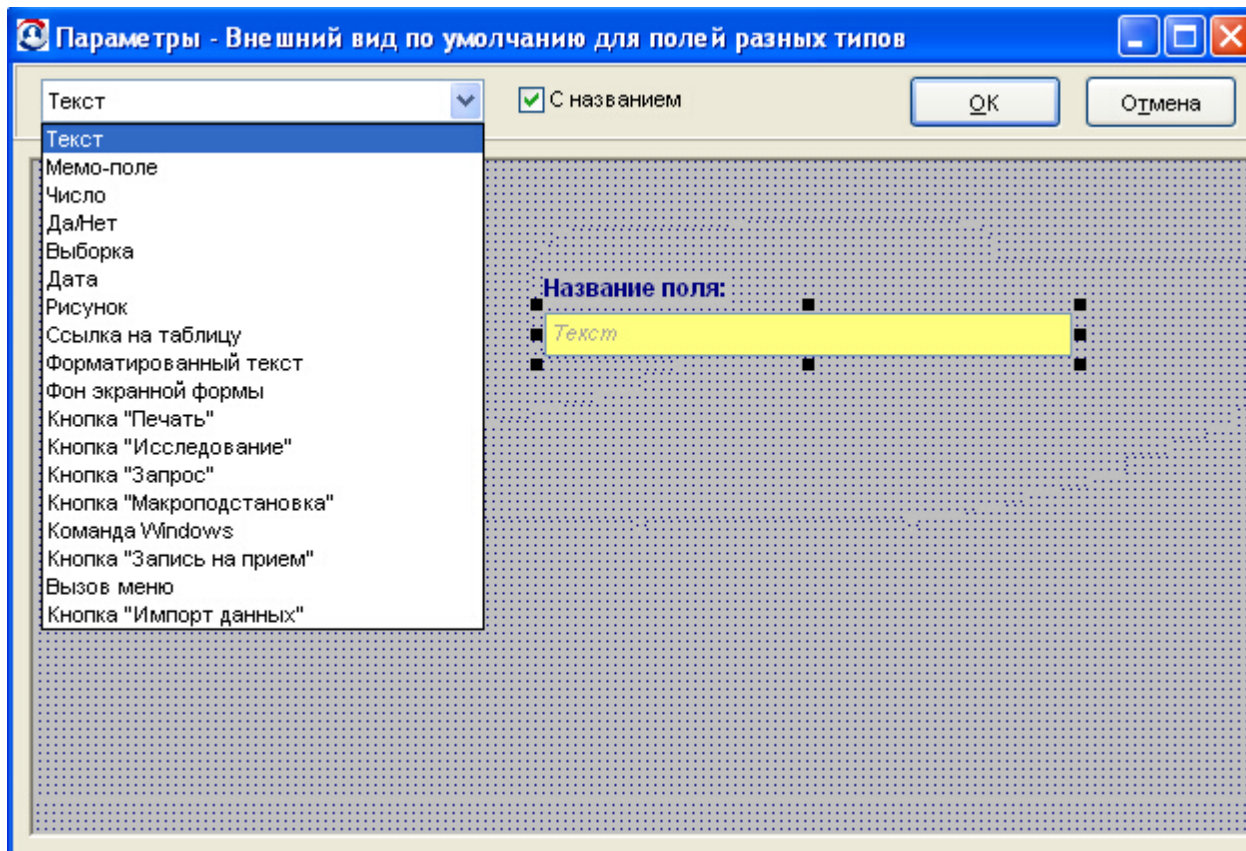 Параметры - Внешний вид по умолчанию для полей разных типов
Текст
С названием
ОК
Отмена
Текст
Мемо-поле
Число
Да/Нет
Выборка
Дата
Рисунок
Ссылка на таблицу
Форматированный текст
Фон экранной формы
Кнопка "Печать"
Кнопка "Исследование"
Кнопка "Запрос"
Кнопка "Макроподстановка"
Команда Windows
Кнопка "Запись на прием"
Вызов меню
Кнопка "Импорт данных"
Название поля:
Текст